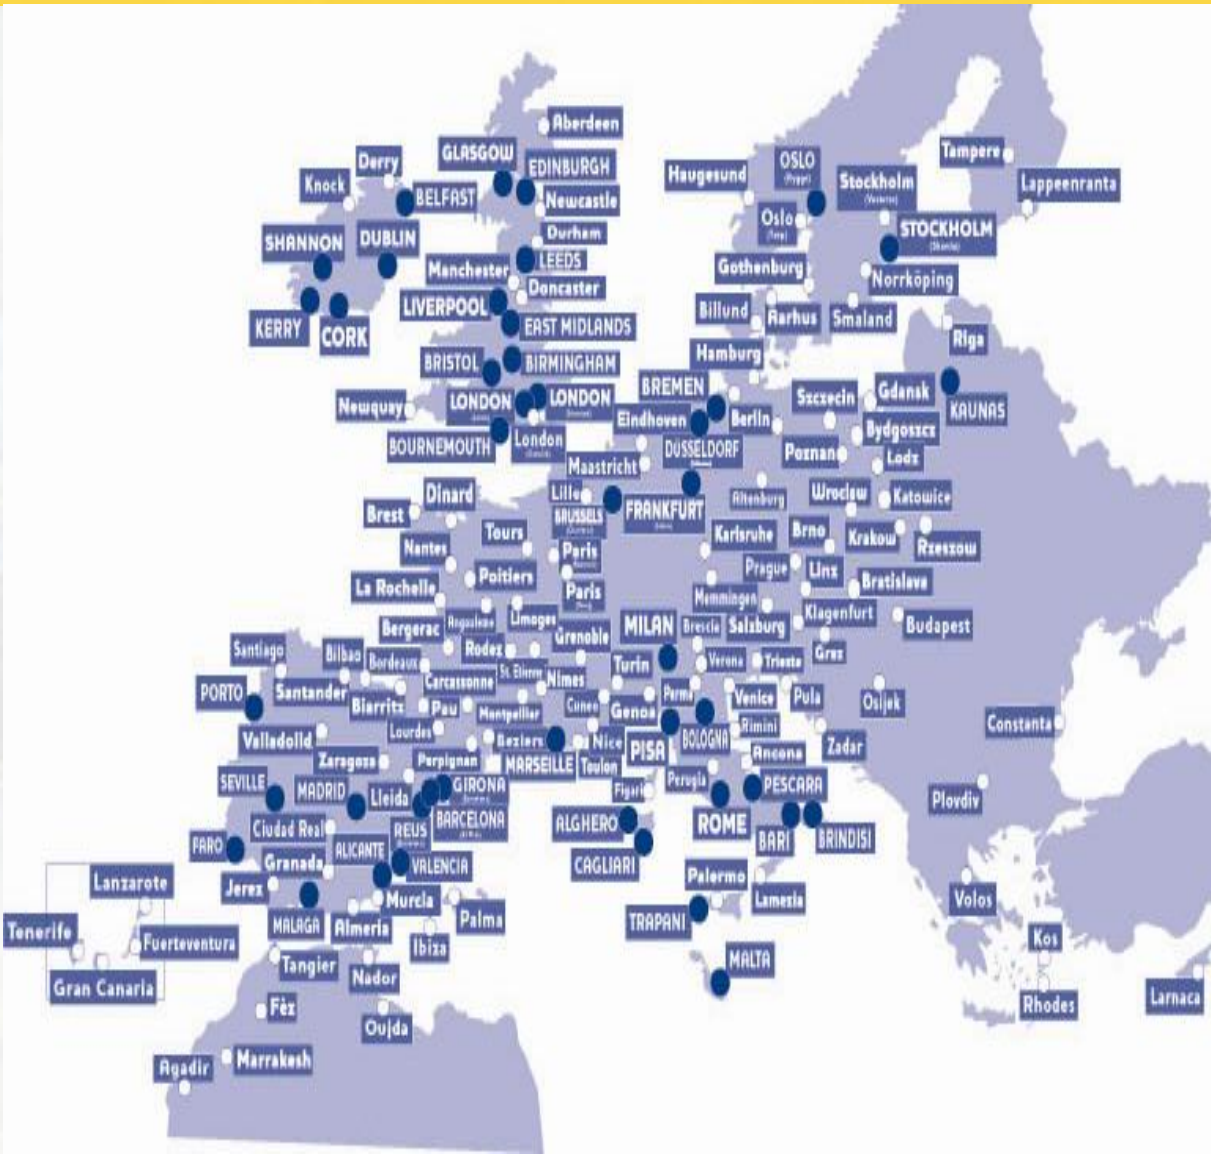 Aberdeen
GLASGOW
EDINBURGH
Derry
Knock
BELFAST
Newcastle
Durham
SHANNON
DUBLIN
LEEDS
Manchester
Doncaster
LIVERPOOL
EAST MIDLANDS
KERRY
CORK
BRISTOL
BIRMINGHAM
LONDON
LONDON
Newquay
BOURNEMOUTH
London
OSLO
Haugesund
Oslo
Stockholm
STOCKHOLM
Tampere
Lappeenranta
Gothenburg
Norrköping
Billund
Aarhus
Smaland
Riga
Hamburg
BREMEN
KAUNAS
Szczecin
Gdansk
Eindhoven
Berlin
Bydgoszcz
DÜSSELDORF
Poznan
Lodz
Maastricht
Lille
BRUSSELS
FRANKFURT
Altenburg
Wroclaw
Katowice
Dinard
Brest
Tours
Paris
Karlsruhe
Brno
Krakow
Rzeszow
Nantes
Poitiers
Paris
Prague
Linz
Bratislava
La Rochelle
Memmingen
Klagenfurt
Bergerac
Angouleme
Limoges
Grenoble
MILAN
Brescia
Salzburg
Budapest
Graz
Santiago
Bilbao
Bordeaux
Rodez
St. Etienne
Nimes
Turin
Verona
Trieste
PORTO
Santander
Biarritz
Carcassonne
Pau
Montpellier
Cuneo
Genoa
Parma
Venice
Pula
Osijek
Valladolid
Lourdes
Beziers
MARSEILLE
Nice
Toulon
PISA
BOLOGNA
Rimini
Zadar
Constanta
Zaragoza
Perpignan
Ancona
SEVILLE
MADRID
Lleida
GIRONA
Figari
Perugia
PESCARA
Plovdiv
FARO
Ciudad Real
REUS
BARCELONA
ALGHERO
ROME
BARI
BRINDISI
Granada
ALICANTE
VALENCIA
CAGLIARI
Jerez
MALAGA
Almeria
Murcia
Palma
Ibiza
Palermo
Lamezia
TRAPANI
Volos
Lanzarote
Tenerife
Fuerteventura
Gran Canaria
Tangier
Nador
MALTA
Kos
Rhodes
Larnaca
Fèz
Oujda
Marrakesh
Agadir